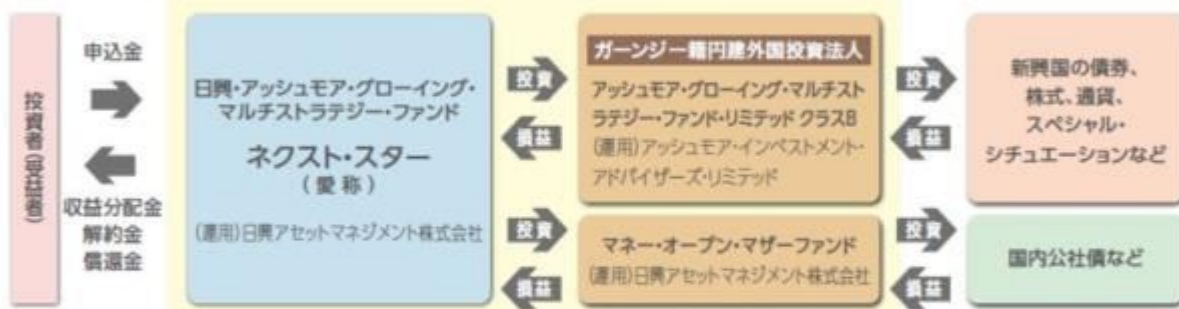 投資者(受益者)
申込金
収益分配金
解約金
償還金
日興・アッシュモア・グローイング・
マルチストラテジー・ファンド
ネクスト・スター
(愛称)
(運用)日興アセットマネジメント株式会社
投資
損益
投資
損益
ガーンジー籍円建外国投資法人
アッシュモア・グローイング・マルチスト
ラテジー・ファンド・リミテッド クラスB
(運用)アッシュモア・インベストメント・
アドバイザーズ・リミテッド
マネー・オープン・マザーファンド
(運用)日興アセットマネジメント株式会社
投資
損益
投資
損益
新興国の債券、
株式、通貨、
スペシャル・
シチュエーションなど
国内公社債など